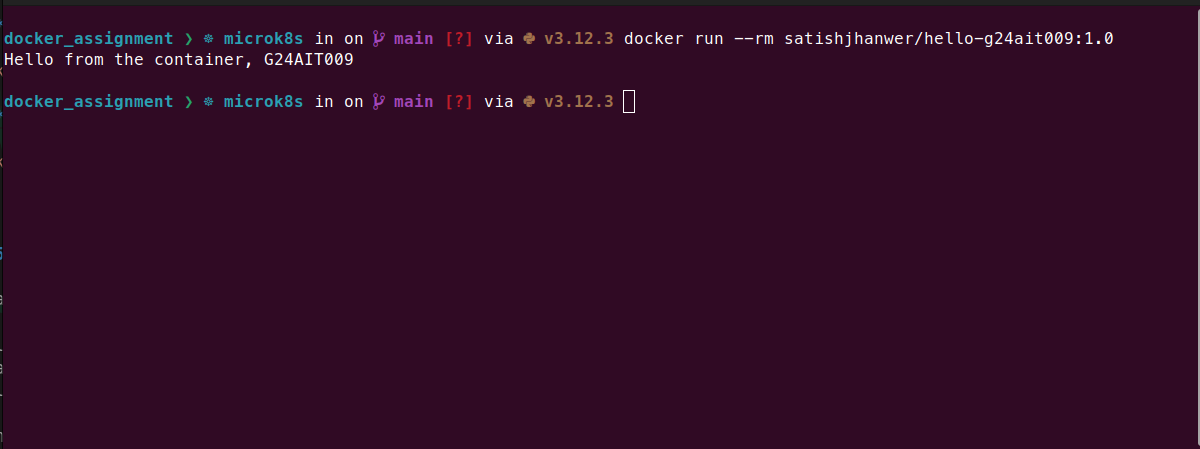 docker_assignment ❯ ☸ microk8s in on main [?] via v3.12.3 docker run --rm satishjhanwer/hello-g24ait009:1.0
Hello from the container, G24AIT009
docker_assignment ❯ ☸ microk8s in on main [?] via v3.12.3